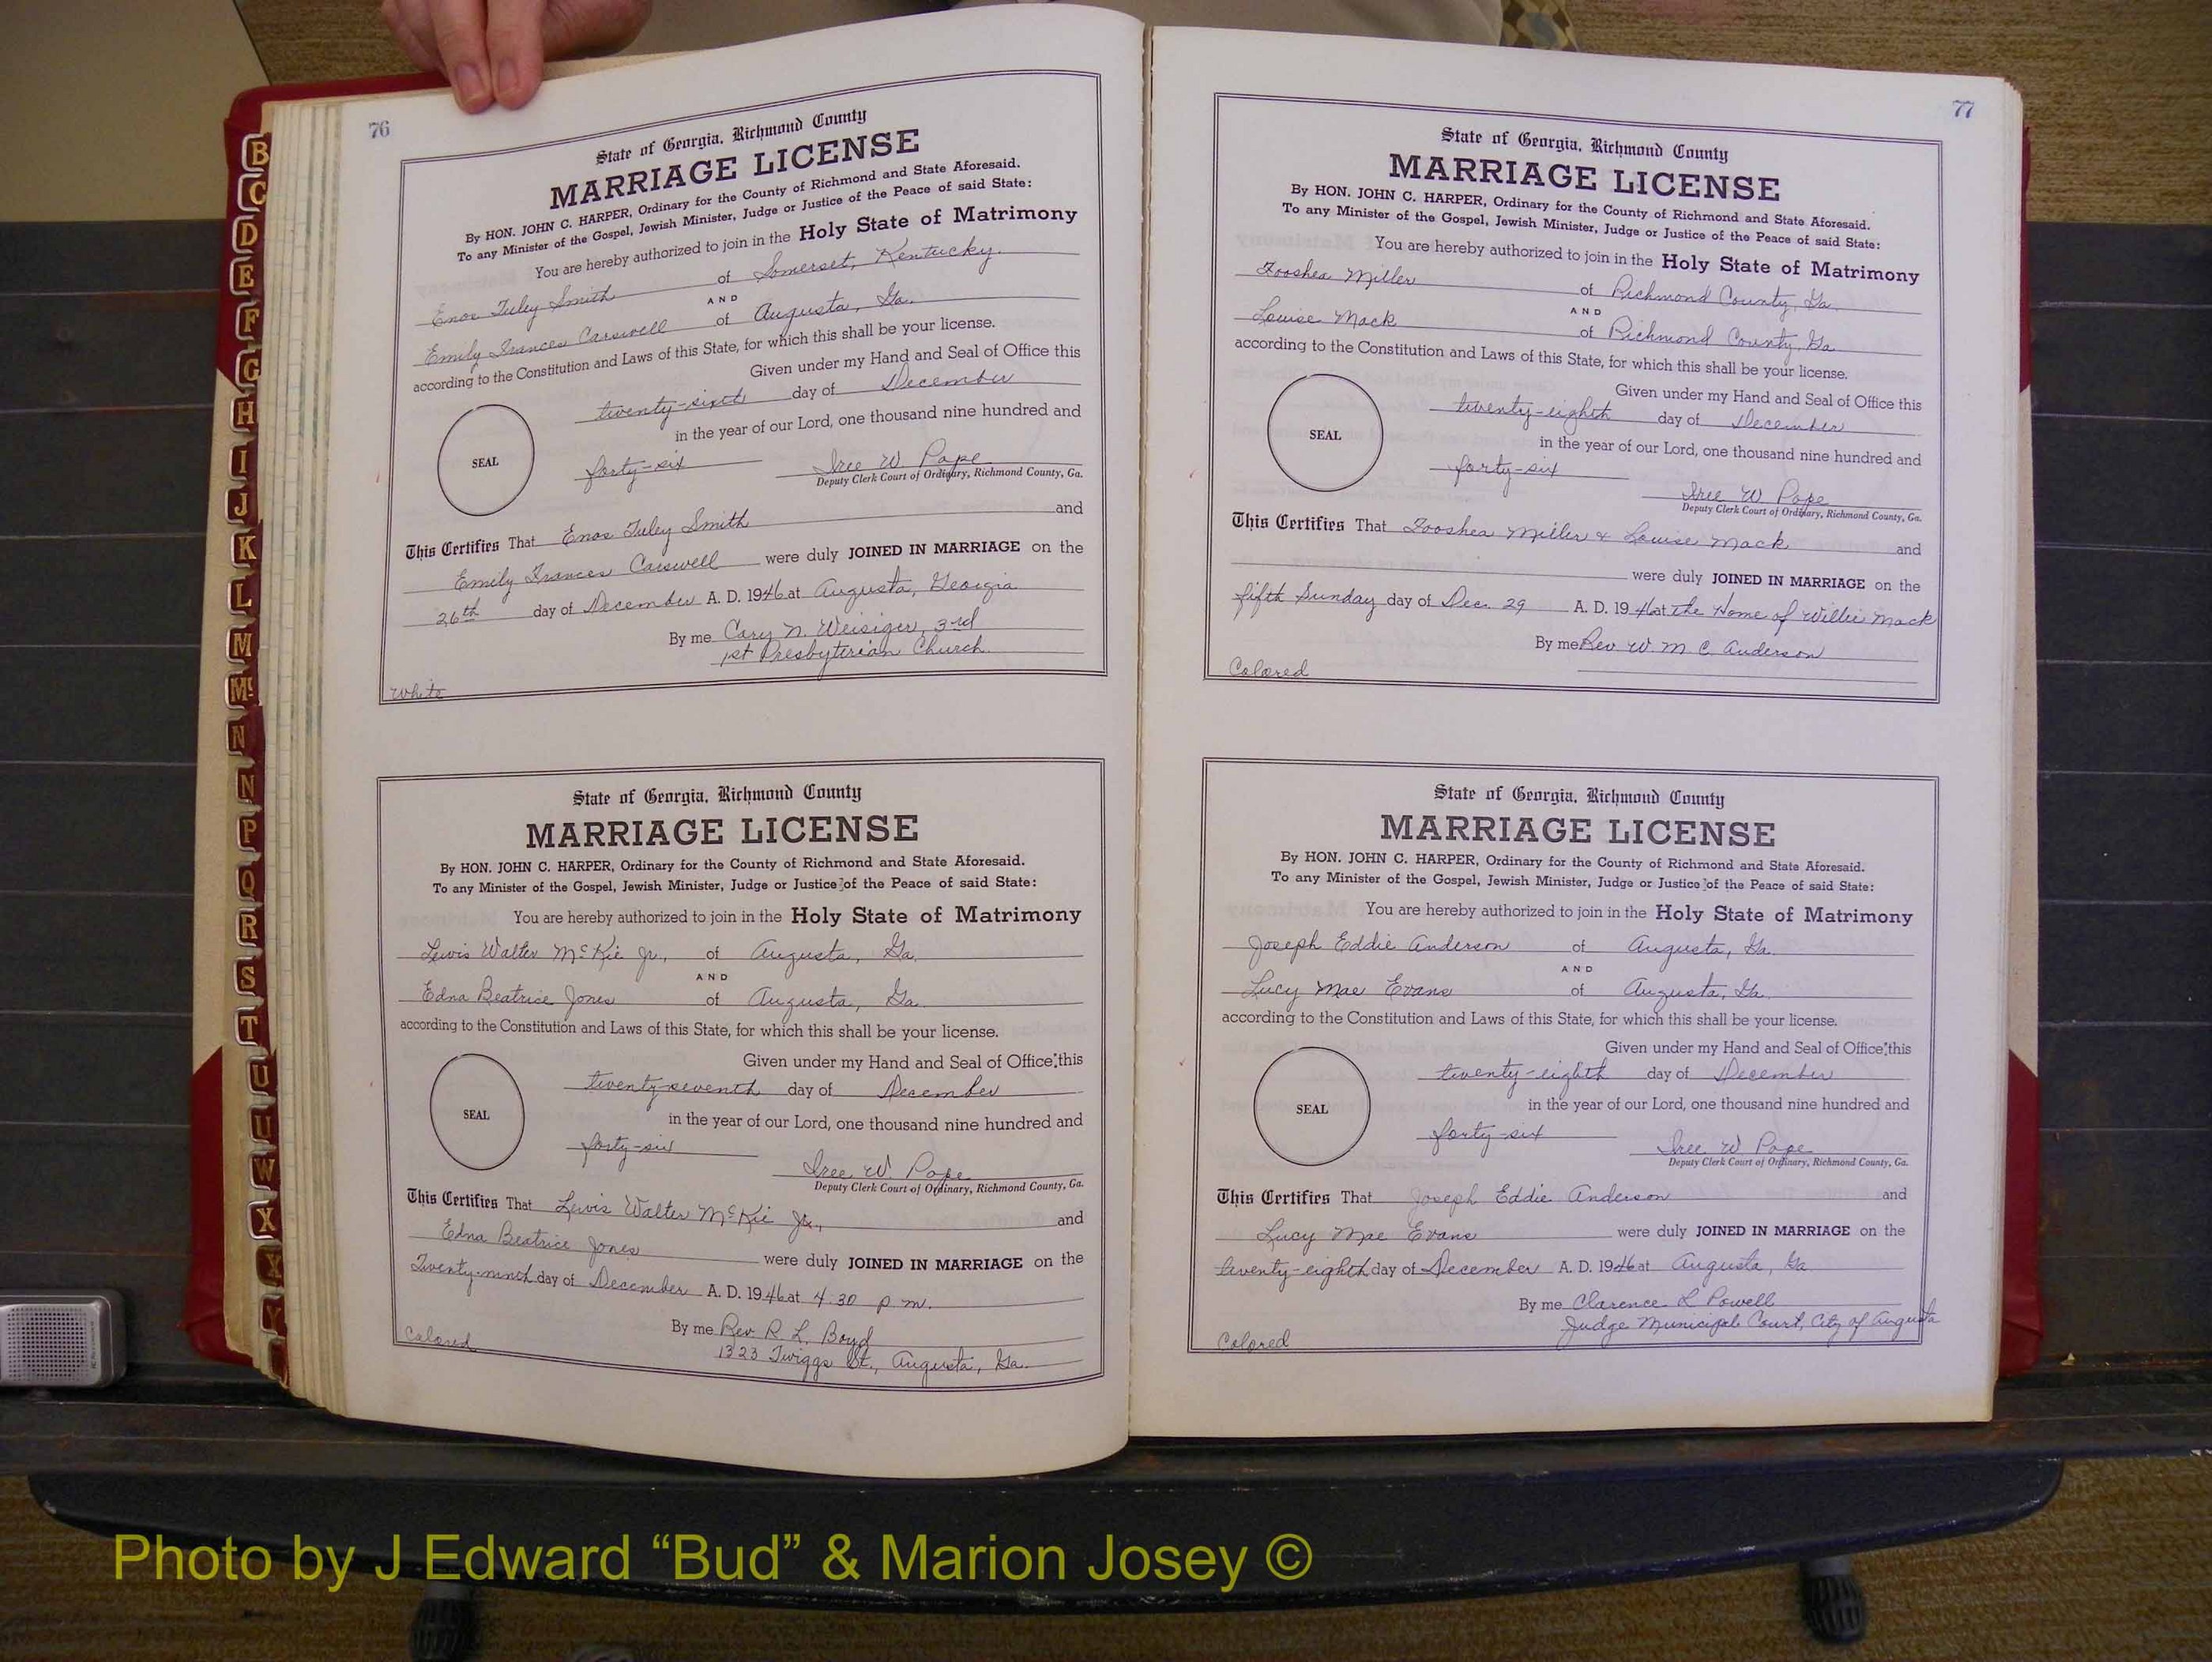 76
State of Georgia, Richmond County
MARRIAGE LICENSE
By HON. JOHN C. HARPER, Ordinary for the County of Richmond and State Aforesaid.
To any Minister of the Gospel, Jewish Minister, Judge or Justice of the Peace of said State:
You are hereby authorized to join in the Holy State of Matrimony
Enos Tuley Smith of Somerset, Kentucky.
AND
Emily Frances Carswell of Augusta, Ga.
according to the Constitution and Laws of this State, for which this shall be your license.
Given under my Hand and Seal of Office this
twenty-sixth day of December
in the year of our Lord, one thousand nine hundred and
SEAL
forty-six Iree W. Pope
Deputy Clerk Court of Ordinary, Richmond County, Ga.
This Certifies That Enos Tuley Smith and
Emily Frances Carswell were duly JOINED IN MARRIAGE on the
26th day of December A. D. 1946 at Augusta, Georgia
By me Cary N. Weisiger, 3rd
1st Presbyterian Church
White
State of Georgia, Richmond County
MARRIAGE LICENSE
By HON. JOHN C. HARPER, Ordinary for the County of Richmond and State Aforesaid.
To any Minister of the Gospel, Jewish Minister, Judge or Justice of the Peace of said State:
You are hereby authorized to join in the Holy State of Matrimony
Lewis Walter McKie Jr., of Augusta, Ga.
AND
Edna Beatrice Jones of Augusta, Ga.
according to the Constitution and Laws of this State, for which this shall be your license.
Given under my Hand and Seal of Office this
twenty-seventh day of December
SEAL
in the year of our Lord, one thousand nine hundred and
forty-six Iree W. Pope
Deputy Clerk Court of Ordinary, Richmond County, Ga.
This Certifies That Lewis Walter McKie Jr., and
Edna Beatrice Jones were duly JOINED IN MARRIAGE on the
Twenty-ninth day of December A. D. 1946 at 4:30 p m.
By me Rev R. L. Boyd
1323 Twiggs St., Augusta, Ga.
Colored
77
State of Georgia, Richmond County
MARRIAGE LICENSE
By HON. JOHN C. HARPER, Ordinary for the County of Richmond and State Aforesaid.
To any Minister of the Gospel, Jewish Minister, Judge or Justice of the Peace of said State:
You are hereby authorized to join in the Holy State of Matrimony
Fooshea Miller of Richmond County, Ga.
AND
Louise Mack of Richmond County, Ga.
according to the Constitution and Laws of this State, for which this shall be your license.
Given under my Hand and Seal of Office this
twenty-eighth day of December
SEAL
in the year of our Lord, one thousand nine hundred and
forty-six Iree W Pope
Deputy Clerk Court of Ordinary, Richmond County, Ga.
This Certifies That Fooshea Miller & Louise Mack and
were duly JOINED IN MARRIAGE on the
fifth Sunday day of Dec. 29 A. D. 1946 at the Home of Willie Mack
By me Rev W. M. C. Anderson
Colored
State of Georgia, Richmond County
MARRIAGE LICENSE
By HON. JOHN C. HARPER, Ordinary for the County of Richmond and State Aforesaid.
To any Minister of the Gospel, Jewish Minister, Judge or Justice of the Peace of said State:
You are hereby authorized to join in the Holy State of Matrimony
Joseph Eddie Anderson of Augusta, Ga.
AND
Lucy Mae Evans of Augusta, Ga.
according to the Constitution and Laws of this State, for which this shall be your license.
Given under my Hand and Seal of Office this
twenty-eighth day of December
SEAL
in the year of our Lord, one thousand nine hundred and
forty-six Iree W Pope
Deputy Clerk Court of Ordinary, Richmond County, Ga.
This Certifies That Joseph Eddie Anderson and
Lucy Mae Evans were duly JOINED IN MARRIAGE on the
twenty-eighth day of December A. D. 1946 at Augusta, Ga.
By me Clarence L Powell
Judge Municipal Court, City of Augusta
Colored
B
C
D
E
F
G
H
I
J
K
L
M
Mc
N
N
P
Q
R
S
T
U
U
W
X
X
Y
Photo by J Edward “Bud” & Marion Josey ©